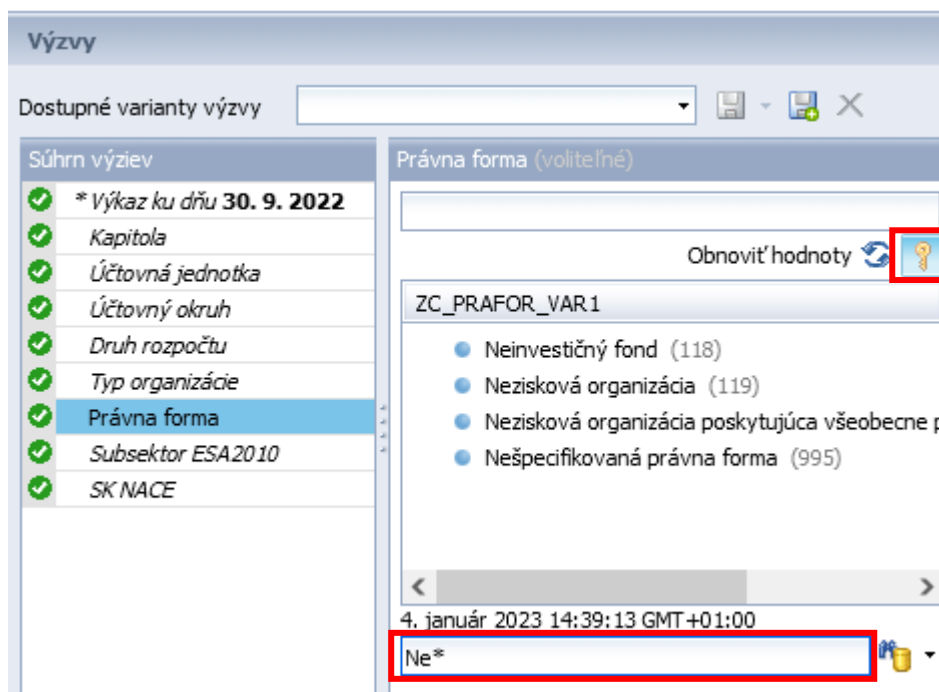 Výzvy
Dostupné varianty výzvy
Súhrn výziev
* Výkaz ku dňu 30. 9. 2022
Kapitola
Účtovná jednotka
Účtovný okruh
Druh rozpočtu
Typ organizácie
Právna forma
Subsektor ESA2010
SK NACE
Právna forma (voliteľné)
Obnoviť hodnoty
ZC_PRAFOR_VAR1
Neinvestičný fond (118)
Nezisková organizácia (119)
Nezisková organizácia poskytujúca všeobecne p
Nešpecifikovaná právna forma (995)
4. január 2023 14:39:13 GMT+01:00
Ne*